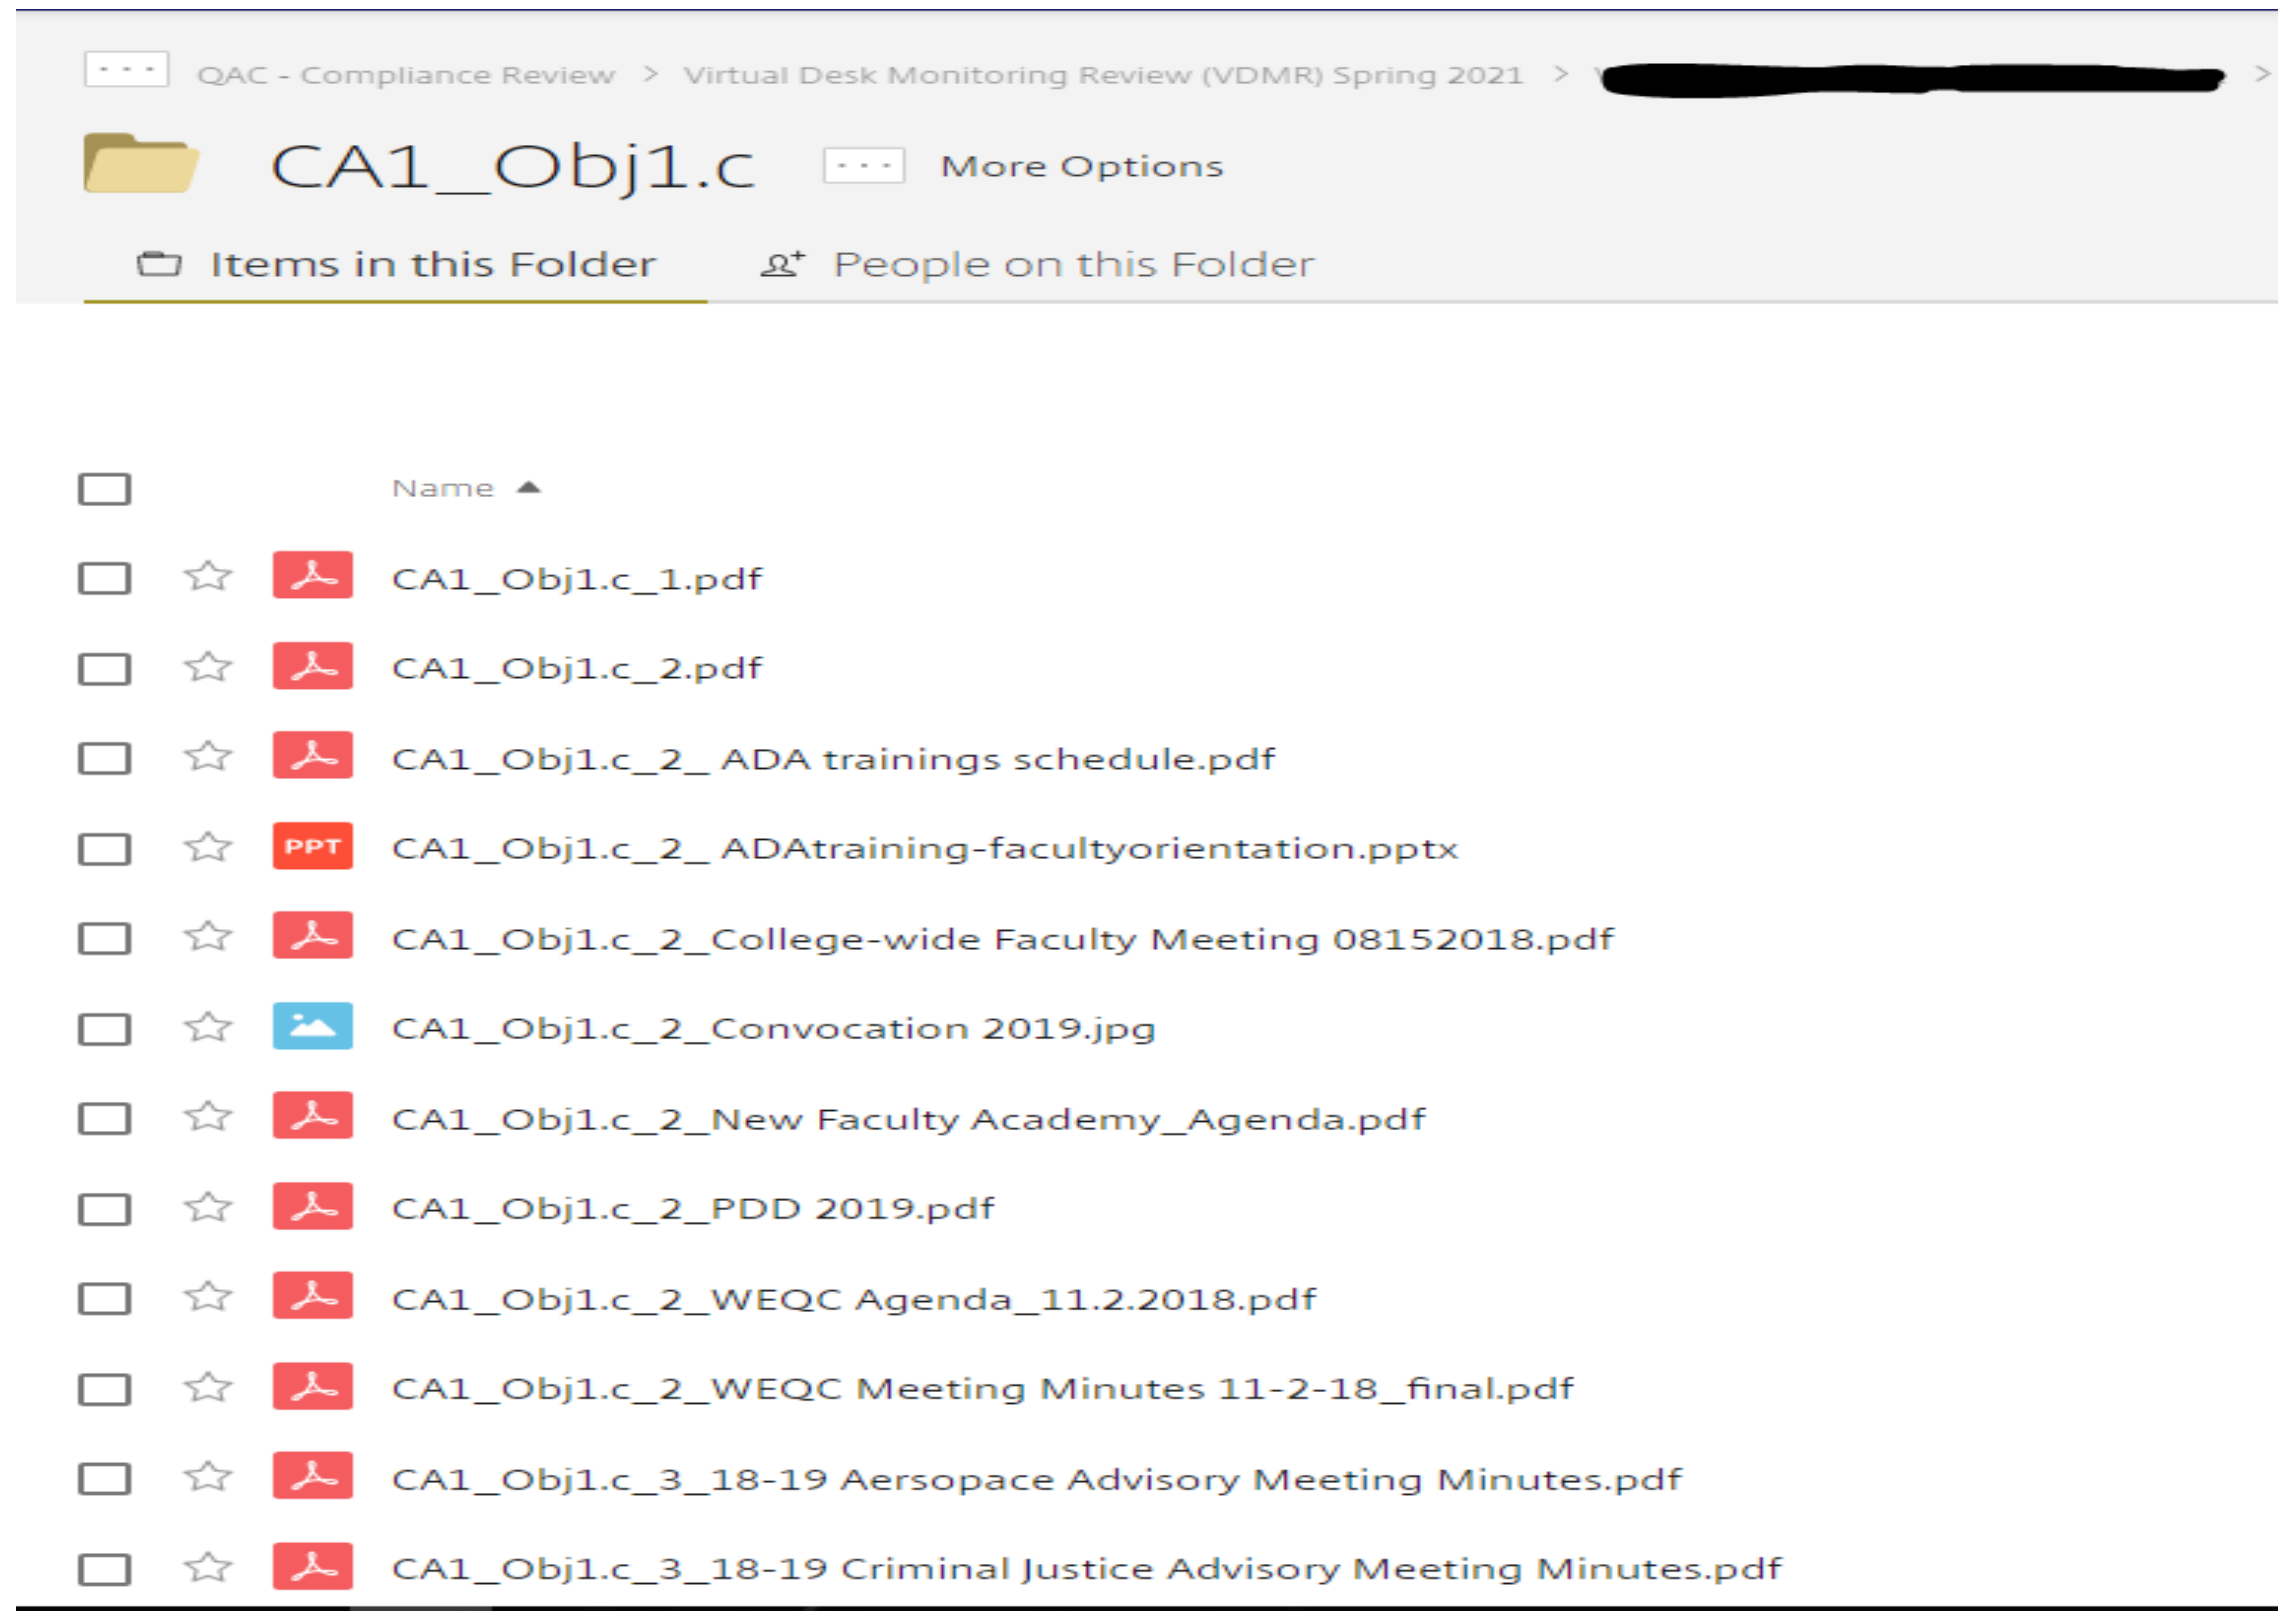 ··· QAC - Compliance Review > Virtual Desk Monitoring Review (VDMR) Spring 2021 > >
CA1_Obj1.c ··· More Options
Items in this Folder People on this Folder
Name
CA1_Obj1.c_1.pdf
CA1_Obj1.c_2.pdf
CA1_Obj1.c_2_ ADA trainings schedule.pdf
PPT CA1_Obj1.c_2_ ADAtraining-facultyorientation.pptx
CA1_Obj1.c_2_College-wide Faculty Meeting 08152018.pdf
CA1_Obj1.c_2_Convocation 2019.jpg
CA1_Obj1.c_2_New Faculty Academy_Agenda.pdf
CA1_Obj1.c_2_PDD 2019.pdf
CA1_Obj1.c_2_WEQC Agenda_11.2.2018.pdf
CA1_Obj1.c_2_WEQC Meeting Minutes 11-2-18_final.pdf
CA1_Obj1.c_3_18-19 Aersopace Advisory Meeting Minutes.pdf
CA1_Obj1.c_3_18-19 Criminal Justice Advisory Meeting Minutes.pdf